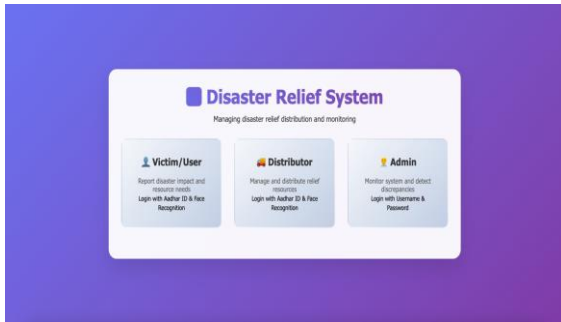 Disaster Relief System
Managing disaster relief distribution and monitoring
Victim/User
Report disaster impact and
resource needs
Login with Aadhar ID & Face
Recognition
Distributor
Manage and distribute relief
resources
Login with Aadhar ID & Face
Recognition
Admin
Monitor system and detect
discrepancies
Login with Username &
Password